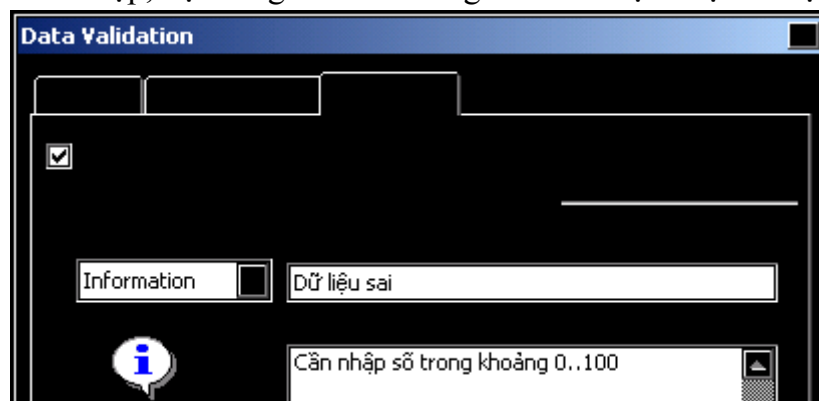 Data Validation
Information
Dữ liệu sai
Cần nhập số trong khoảng 0..100